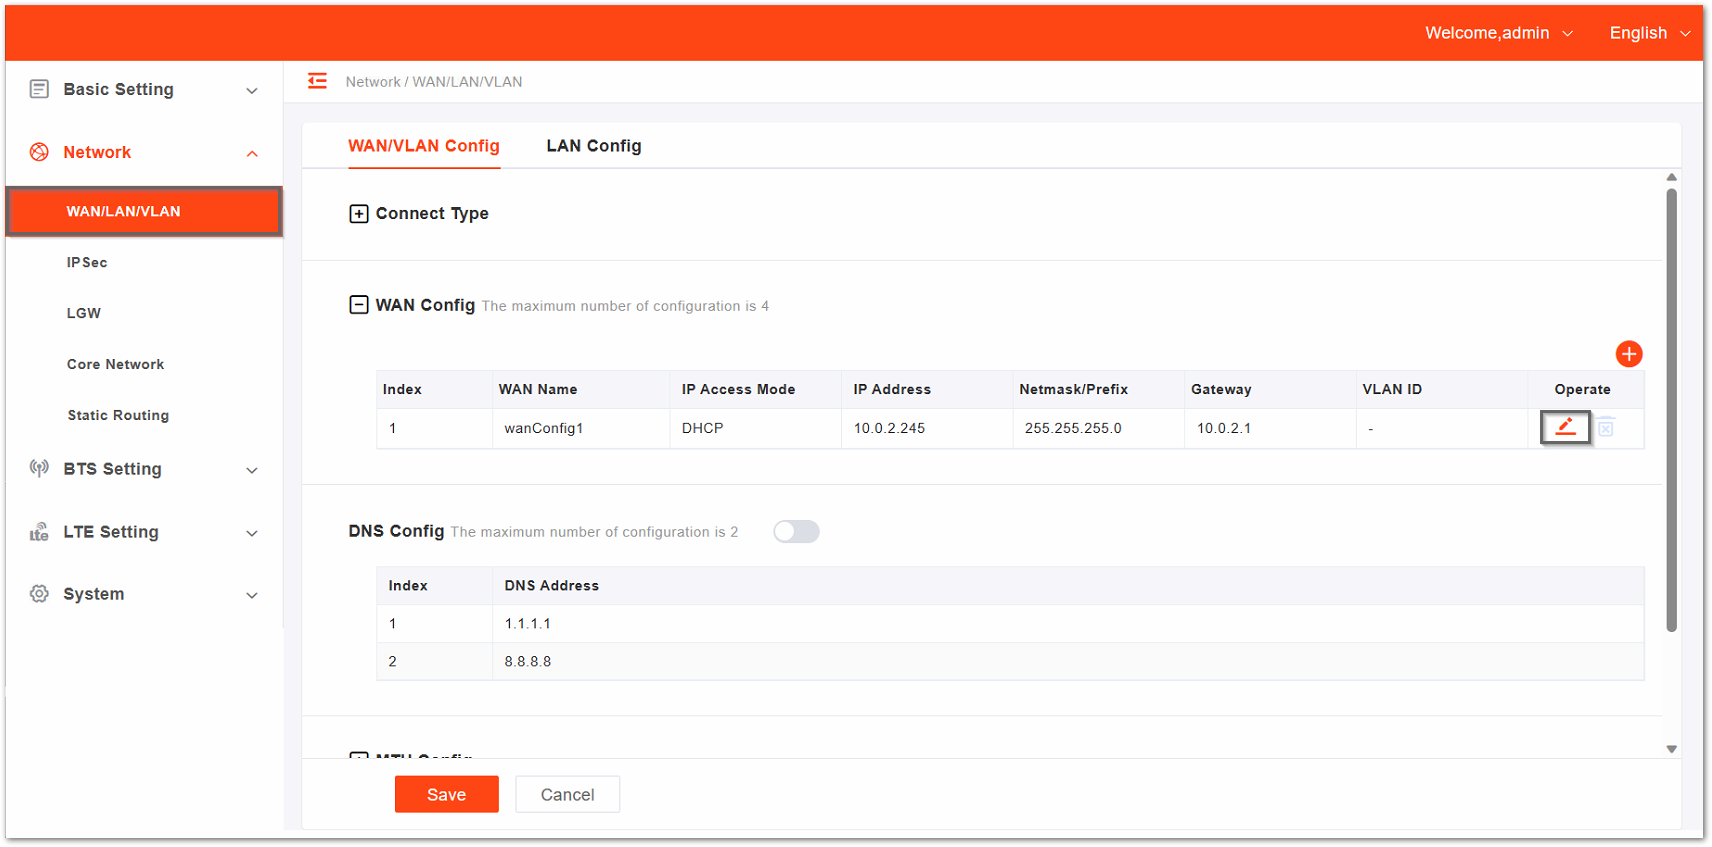 Welcome,admin English
Basic Setting
Network / WAN/LAN/VLAN
Network
WAN/VLAN Config LAN Config
WAN/LAN/VLAN
Connect Type
IPSec
WAN Config The maximum number of configuration is 4
LGW
Core Network
Index WAN Name IP Access Mode IP Address Netmask/Prefix Gateway VLAN ID Operate
Static Routing
1 wanConfig1 DHCP 10.0.2.245 255.255.255.0 10.0.2.1 -
BTS Setting
LTE Setting
DNS Config The maximum number of configuration is 2
Index DNS Address
System
1 1.1.1.1
2 8.8.8.8
MTU Config
Save Cancel